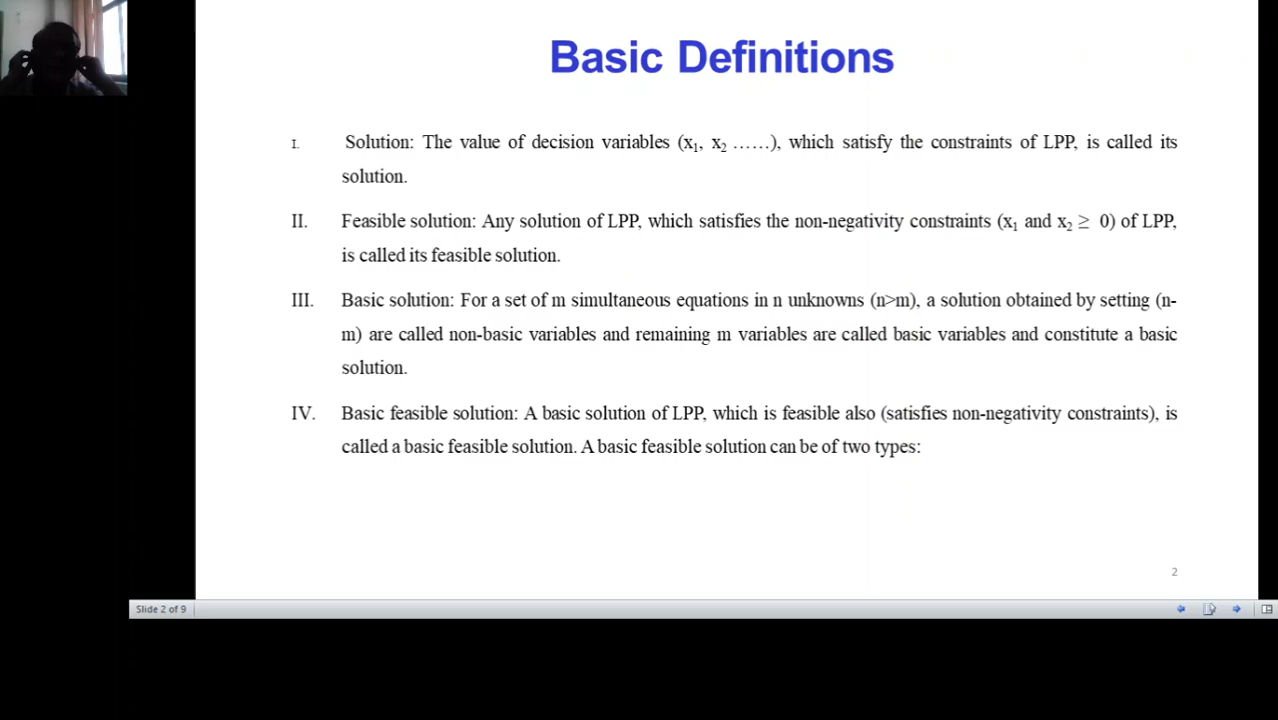 Basic Definitions
I. Solution: The value of decision variables (x₁, x₂ ……), which satisfy the constraints of LPP, is called its
solution.
II. Feasible solution: Any solution of LPP, which satisfies the non-negativity constraints (x₁ and x₂ ≥ 0) of LPP,
is called its feasible solution.
III. Basic solution: For a set of m simultaneous equations in n unknowns (n>m), a solution obtained by setting (n-
m) are called non-basic variables and remaining m variables are called basic variables and constitute a basic
solution.
IV. Basic feasible solution: A basic solution of LPP, which is feasible also (satisfies non-negativity constraints), is
called a basic feasible solution. A basic feasible solution can be of two types:
2
Slide 2 of 9